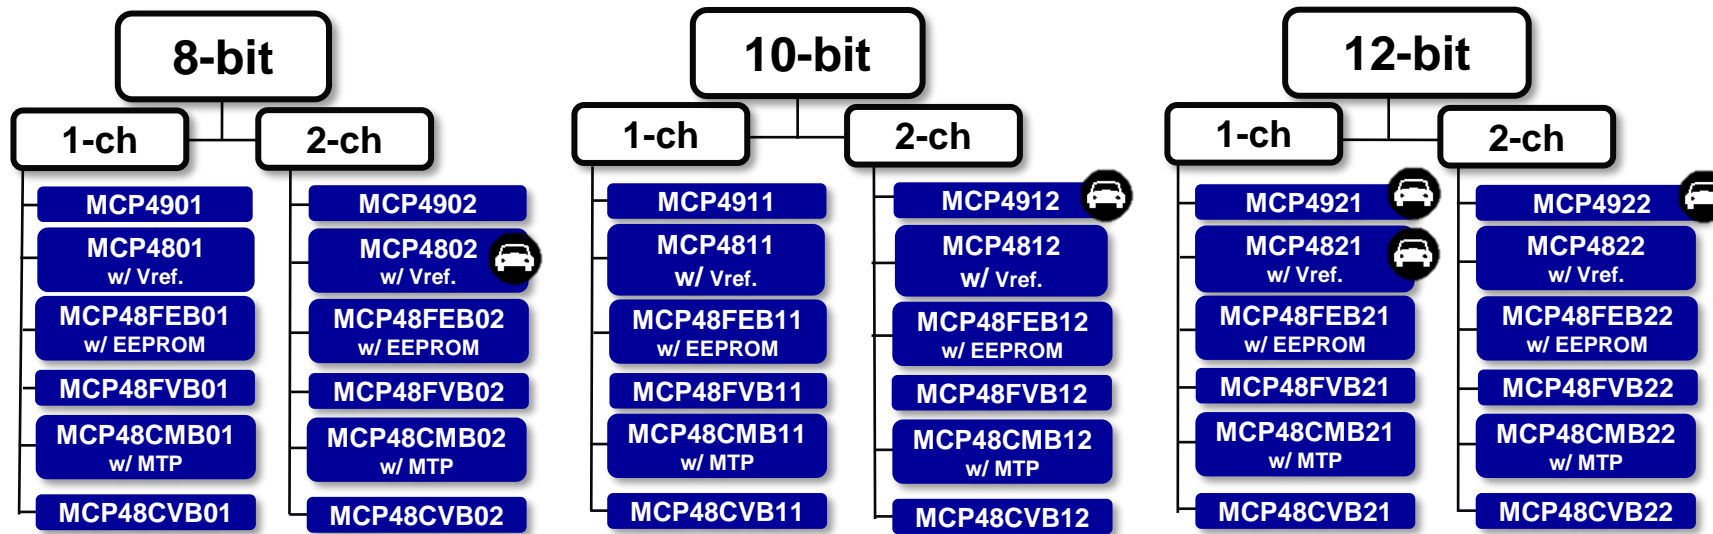 8-bit
1-ch
MCP4901
MCP4801
w/ Vref.
MCP48FEB01
w/ EEPROM
MCP48FVB01
MCP48CMB01
w/ MTP
MCP48CVB01
2-ch
MCP4902
MCP4802
w/ Vref.
MCP48FEB02
w/ EEPROM
MCP48FVB02
MCP48CMB02
w/ MTP
MCP48CVB02
10-bit
1-ch
MCP4911
MCP4811
w/ Vref.
MCP48FEB11
w/ EEPROM
MCP48FVB11
MCP48CMB11
w/ MTP
MCP48CVB11
2-ch
MCP4912
MCP4812
w/ Vref.
MCP48FEB12
w/ EEPROM
MCP48FVB12
MCP48CMB12
w/ MTP
MCP48CVB12
12-bit
1-ch
MCP4921
MCP4821
w/ Vref.
MCP48FEB21
w/ EEPROM
MCP48FVB21
MCP48CMB21
w/ MTP
MCP48CVB21
2-ch
MCP4922
MCP4822
w/ Vref.
MCP48FEB22
w/ EEPROM
MCP48FVB22
MCP48CMB22
w/ MTP
MCP48CVB22